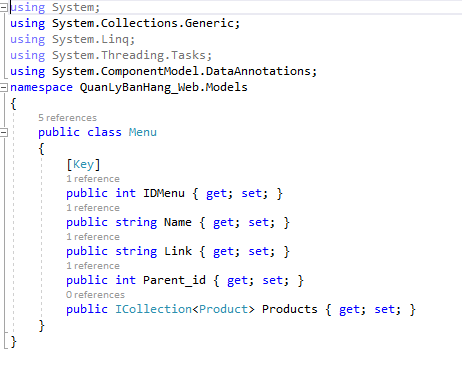 using System;
using System.Collections.Generic;
using System.Linq;
using System.Threading.Tasks;
using System.ComponentModel.DataAnnotations;
namespace QuanLyBanHang_Web.Models
{
5 references
public class Menu
{
[Key]
1 reference
public int IDMenu { get; set; }
1 reference
public string Name { get; set; }
1 reference
public string Link { get; set; }
1 reference
public int Parent_id { get; set; }
0 references
public ICollection<Product> Products { get; set; }
}
}